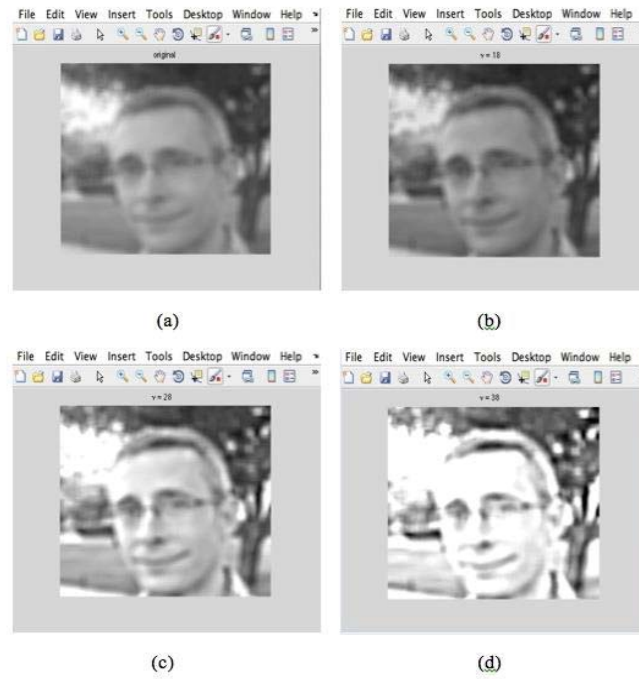 File Edit View Insert Tools Desktop Window Help
File Edit View Insert Tools Desktop Window Help
original
v = 18
(a)
(b)
File Edit View Insert Tools Desktop Window Help
File Edit View Insert Tools Desktop Window Help
v = 28
v = 38
(c)
(d)